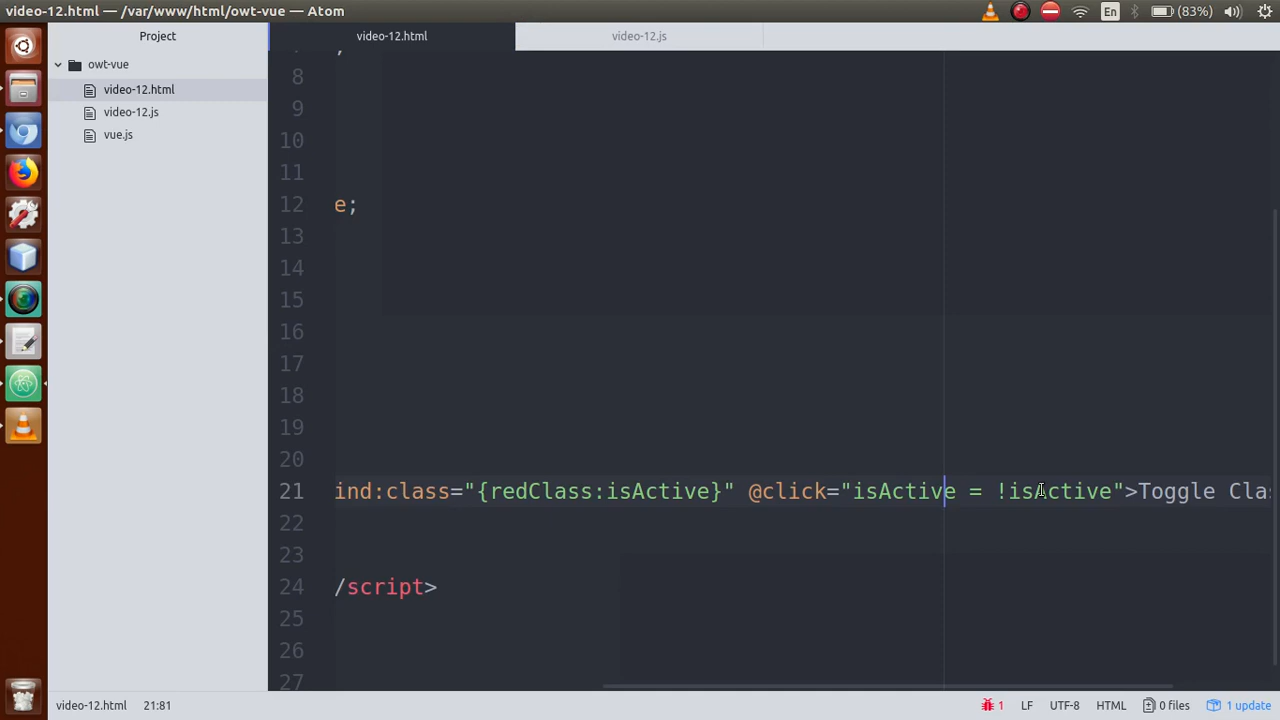 video-12.html — /var/www/html/owt-vue — Atom
En
(83%)
Project
video-12.html
video-12.js
owt-vue
video-12.html
video-12.js
vue.js
8
9
10
11
12 e;
13
14
15
16
17
18
19
20
21 ind:class="{redClass:isActive}" @click="isActive = !isActive">Toggle Clas
22
23
24 /script>
25
26
27
video-12.html 21:81
1 LF UTF-8 HTML 0 files 1 update